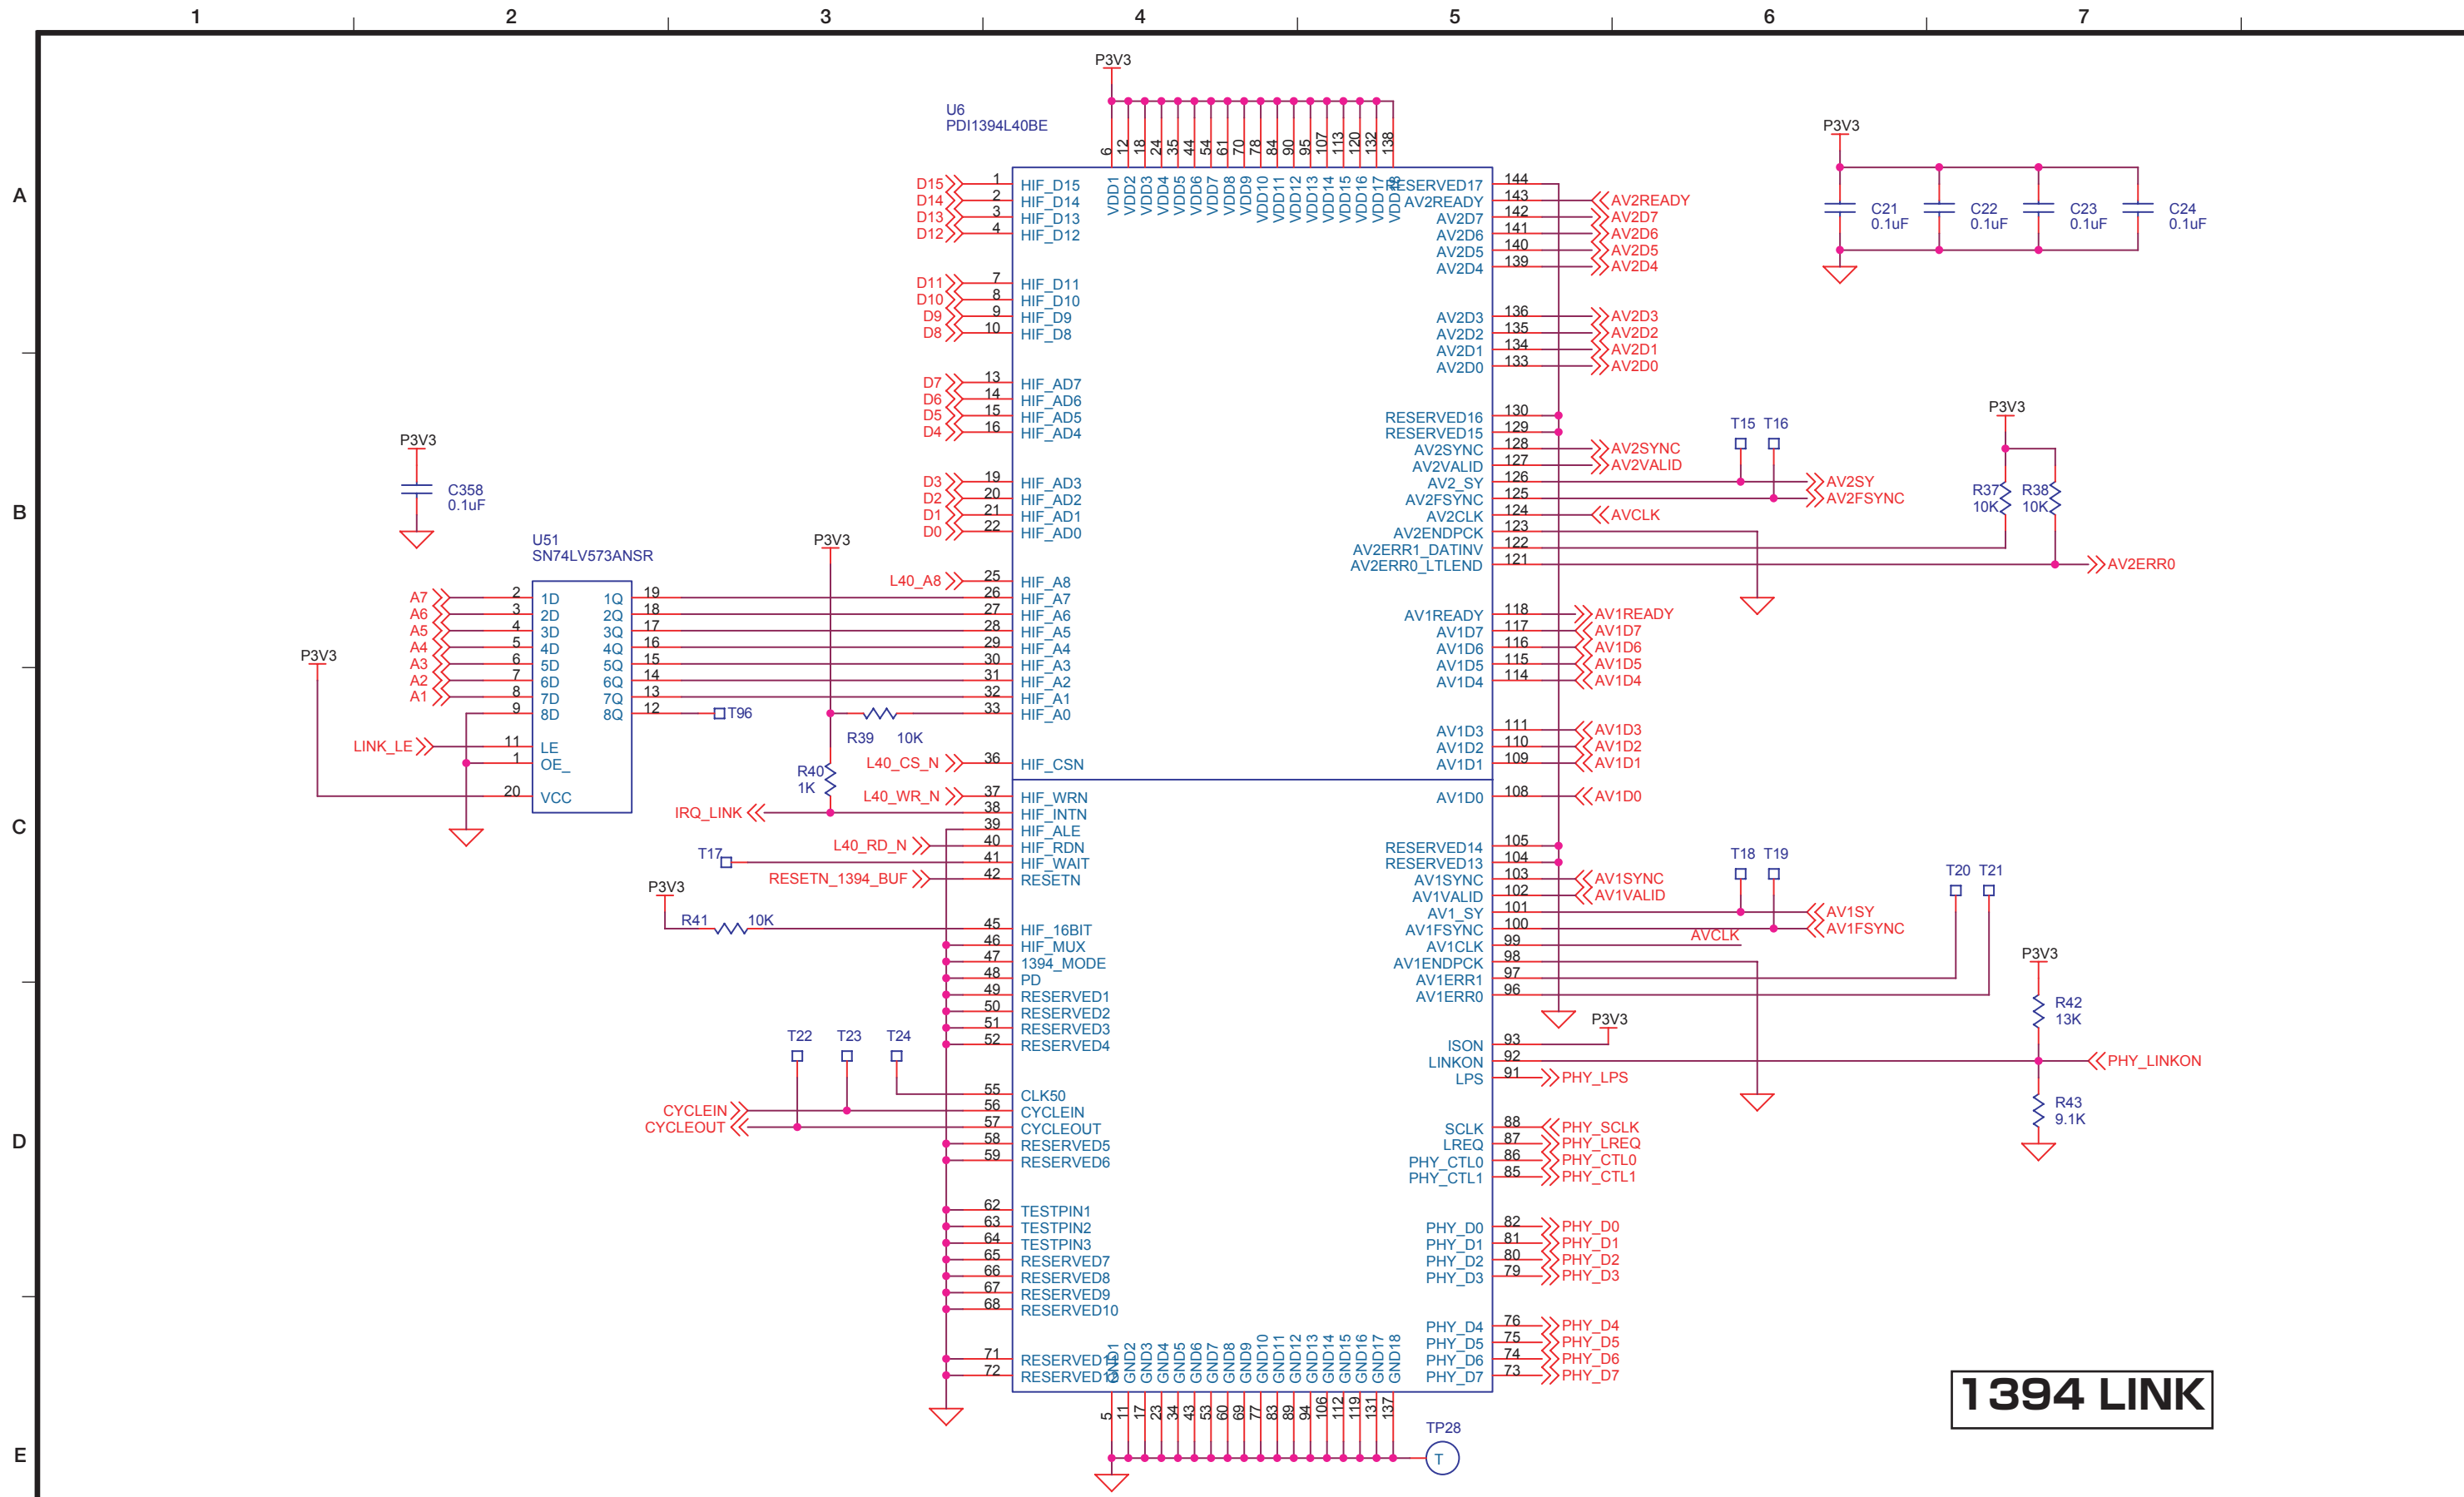 1 2 3 4 5 6 7
A
B
C
D
E
P3V3
U6
PDI1394L40BE
6 12 18 24 35 44 54 61 70 78 84 90 95 107 113 120 132 138
VDD1 VDD2 VDD3 VDD4 VDD5 VDD6 VDD7 VDD8 VDD9 VDD10 VDD11 VDD12 VDD13 VDD14 VDD15 VDD16 VDD17 VDD18
D15 1 HIF_D15
D14 2 HIF_D14
D13 3 HIF_D13
D12 4 HIF_D12
D11 7 HIF_D11
D10 8 HIF_D10
D9 9 HIF_D9
D8 10 HIF_D8
D7 13 HIF_AD7
D6 14 HIF_AD6
D5 15 HIF_AD5
D4 16 HIF_AD4
D3 19 HIF_AD3
D2 20 HIF_AD2
D1 21 HIF_AD1
D0 22 HIF_AD0
L40_A8 25 HIF_A8
26 HIF_A7
27 HIF_A6
28 HIF_A5
29 HIF_A4
30 HIF_A3
31 HIF_A2
32 HIF_A1
33 HIF_A0
L40_CS_N 36 HIF_CSN
L40_WR_N 37 HIF_WRN
IRQ_LINK 38 HIF_INTN
39 HIF_ALE
L40_RD_N 40 HIF_RDN
T17 41 HIF_WAIT
RESETN_1394_BUF 42 RESETN
P3V3
R41 10K
45 HIF_16BIT
46 HIF_MUX
47 1394_MODE
48 PD
49 RESERVED1
50 RESERVED2
51 RESERVED3
52 RESERVED4
T22 T23 T24
55 CLK50
CYCLEIN 56 CYCLEIN
CYCLEOUT 57 CYCLEOUT
58 RESERVED5
59 RESERVED6
62 TESTPIN1
63 TESTPIN2
64 TESTPIN3
65 RESERVED7
66 RESERVED8
67 RESERVED9
68 RESERVED10
71 RESERVED11
72 RESERVED12
GND1 GND2 GND3 GND4 GND5 GND6 GND7 GND8 GND9 GND10 GND11 GND12 GND13 GND14 GND15 GND16 GND17 GND18
5 11 17 23 34 43 53 60 69 77 83 89 94 106 112 119 131 137
TP28
T
P3V3
C358
0.1uF
U51
SN74LV573ANSR
A7 2 1D 1Q 19
A6 3 2D 2Q 18
A5 4 3D 3Q 17
A4 5 4D 4Q 16
A3 6 5D 5Q 15
A2 7 6D 6Q 14
A1 8 7D 7Q 13
9 8D 8Q 12 T96
LINK_LE 11 LE
1 OE_
P3V3
20 VCC
P3V3
R39 10K
R40
1K
RESERVED17 144
AV2READY 143 AV2READY
AV2D7 142 AV2D7
AV2D6 141 AV2D6
AV2D5 140 AV2D5
AV2D4 139 AV2D4
AV2D3 136 AV2D3
AV2D2 135 AV2D2
AV2D1 134 AV2D1
AV2D0 133 AV2D0
RESERVED16 130
RESERVED15 129
AV2SYNC 128 AV2SYNC
AV2VALID 127 AV2VALID
AV2_SY 126 AV2SY
AV2FSYNC 125 AV2FSYNC
AV2CLK 124 AVCLK
AV2ENDPCK 123
AV2ERR1_DATINV 122
AV2ERR0_LTLEND 121 AV2ERR0
AV1READY 118 AV1READY
AV1D7 117 AV1D7
AV1D6 116 AV1D6
AV1D5 115 AV1D5
AV1D4 114 AV1D4
AV1D3 111 AV1D3
AV1D2 110 AV1D2
AV1D1 109 AV1D1
AV1D0 108 AV1D0
RESERVED14 105
RESERVED13 104
AV1SYNC 103 AV1SYNC
AV1VALID 102 AV1VALID
AV1_SY 101 AV1SY
AV1FSYNC 100 AV1FSYNC
AV1CLK 99 AVCLK
AV1ENDPCK 98
AV1ERR1 97
AV1ERR0 96
P3V3
ISON 93
LINKON 92 PHY_LINKON
LPS 91 PHY_LPS
SCLK 88 PHY_SCLK
LREQ 87 PHY_LREQ
PHY_CTL0 86 PHY_CTL0
PHY_CTL1 85 PHY_CTL1
PHY_D0 82 PHY_D0
PHY_D1 81 PHY_D1
PHY_D2 80 PHY_D2
PHY_D3 79 PHY_D3
PHY_D4 76 PHY_D4
PHY_D5 75 PHY_D5
PHY_D6 74 PHY_D6
PHY_D7 73 PHY_D7
P3V3
C21 C22 C23 C24
0.1uF 0.1uF 0.1uF 0.1uF
T15 T16
P3V3
R37 R38
10K 10K
T18 T19
T20 T21
P3V3
R42
13K
R43
9.1K
1394 LINK